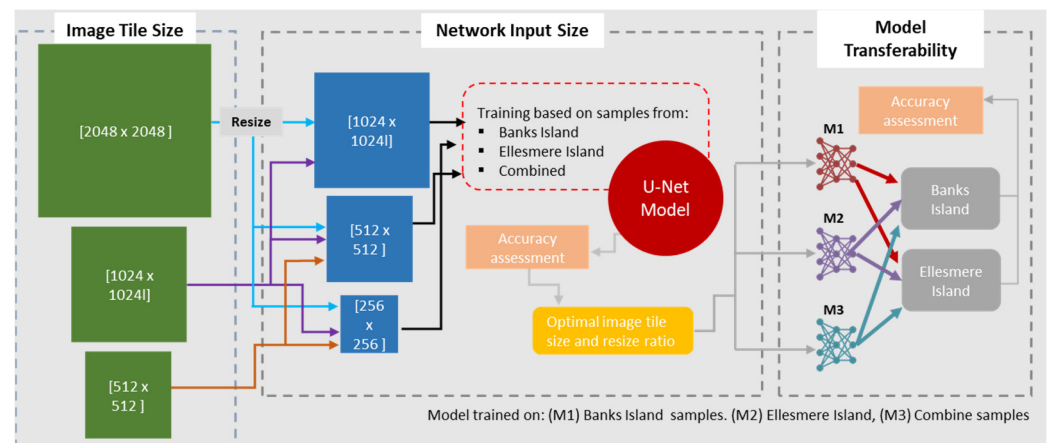 Image Tile Size
[2048 x 2048 ]
[1024 x
1024l]
[512 x
512 ]
Resize
Network Input Size
[1024 x
1024l]
[512 x
512 ]
[256
x
256 ]
Training based on samples from:
▪ Banks Island
▪ Ellesmere Island
▪ Combined
U-Net
Model
Accuracy
assessment
Optimal image tile
size and resize ratio
Model
Transferability
Accuracy
assessment
M1
M2
M3
Banks
Island
Ellesmere
Island
Model trained on: (M1) Banks Island samples. (M2) Ellesmere Island, (M3) Combine samples